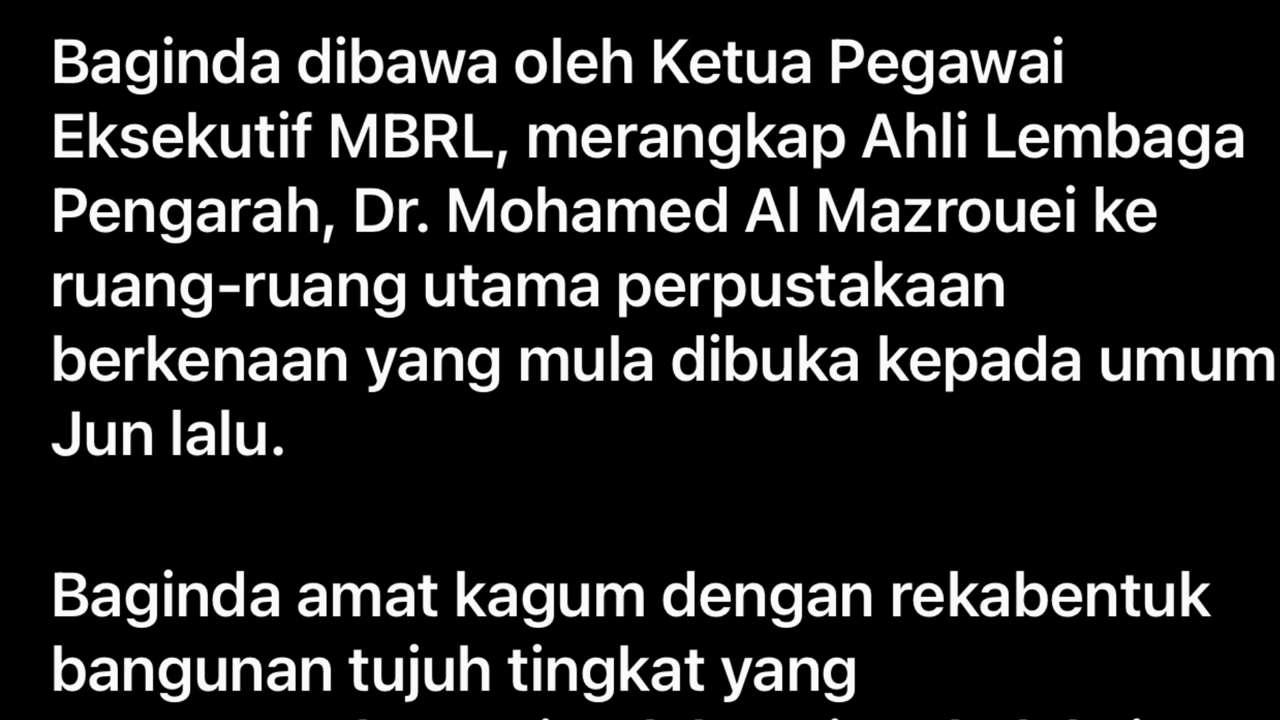 Baginda dibawa oleh Ketua Pegawai
Eksekutif MBRL, merangkap Ahli Lembaga
Pengarah, Dr. Mohamed Al Mazrouei ke
ruang-ruang utama perpustakaan
berkenaan yang mula dibuka kepada umum
Jun lalu.
Baginda amat kagum dengan rekabentuk
bangunan tujuh tingkat yang